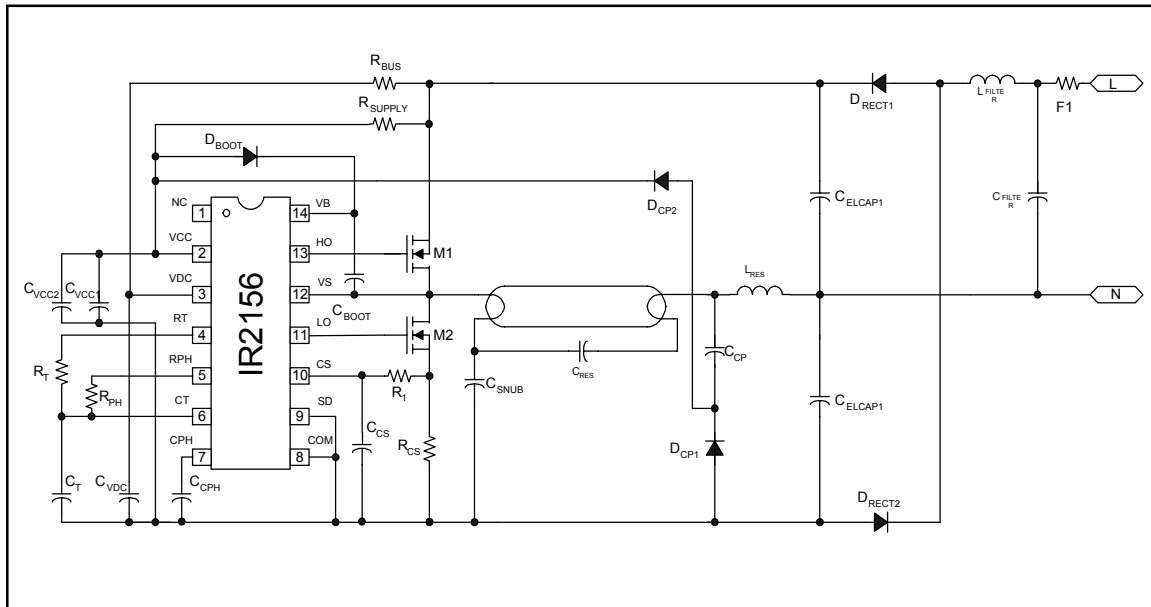 RBUS
RSUPPLY
DBOOT
DRECT1
LFILTE
R
F1
L
NC
1
14
VB
DCP2
CELCAP1
CFILTE
R
VCC
2
13
HO
M1
CVCC2
CVCC1
VDC
3
12
VS
CBOOT
LRES
N
RT
4
11
LO
M2
IR2156
RT
RPH
5
10
CS
R1
CRES
CCP
RPH
CT
6
9
SD
CSNUB
CELCAP1
CCS
RCS
CPH
7
8
COM
DCP1
CT
CVDC
CCPH
DRECT2